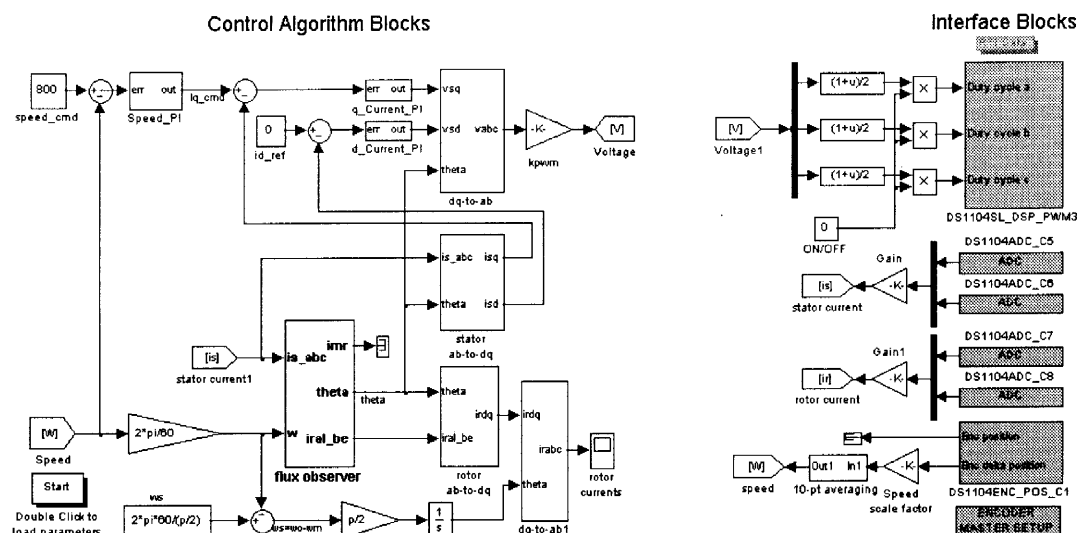 Control Algorithm Blocks
Interface Blocks
800
speed_cmd
err out
Speed_PI
iq_cmd
err out
q_Current_PI
0
id_ref
err out
d_Current_PI
vsq
vsd
theta
vabc
dq-to-ab
-K-
kpwm
[V]
Voltage
is_abc isq
theta isd
stator
ab-to-dq
[is]
stator current1
is_abc
w
imr
theta
iral_be
flux observer
theta
theta
iral_be
irdq
rotor
ab-to-dq
irdq
theta
irabc
dq-to-ab1
rotor
currents
[W]
Speed
2*pi/60
Start
Double Click to
load parameters
ws
2*pi*60/(p/2)
ws=wo-wm
p/2
1
s
[V]
Voltage1
(1+u)/2
(1+u)/2
(1+u)/2
×
×
×
Duty cycle a
Duty cycle b
Duty cycle c
DS1104SL_DSP_PWM3
0
ON/OFF
DS1104ADC_C5
ADC
DS1104ADC_C6
ADC
Gain
-K-
[is]
stator current
DS1104ADC_C7
ADC
DS1104ADC_C8
ADC
Gain1
-K-
[ir]
rotor current
Enc position
Enc delta position
DS1104ENC_POS_C1
[W]
speed
Out1 In1
10-pt averaging
-K-
Speed
scale factor
ENCODER
MASTER SETUP